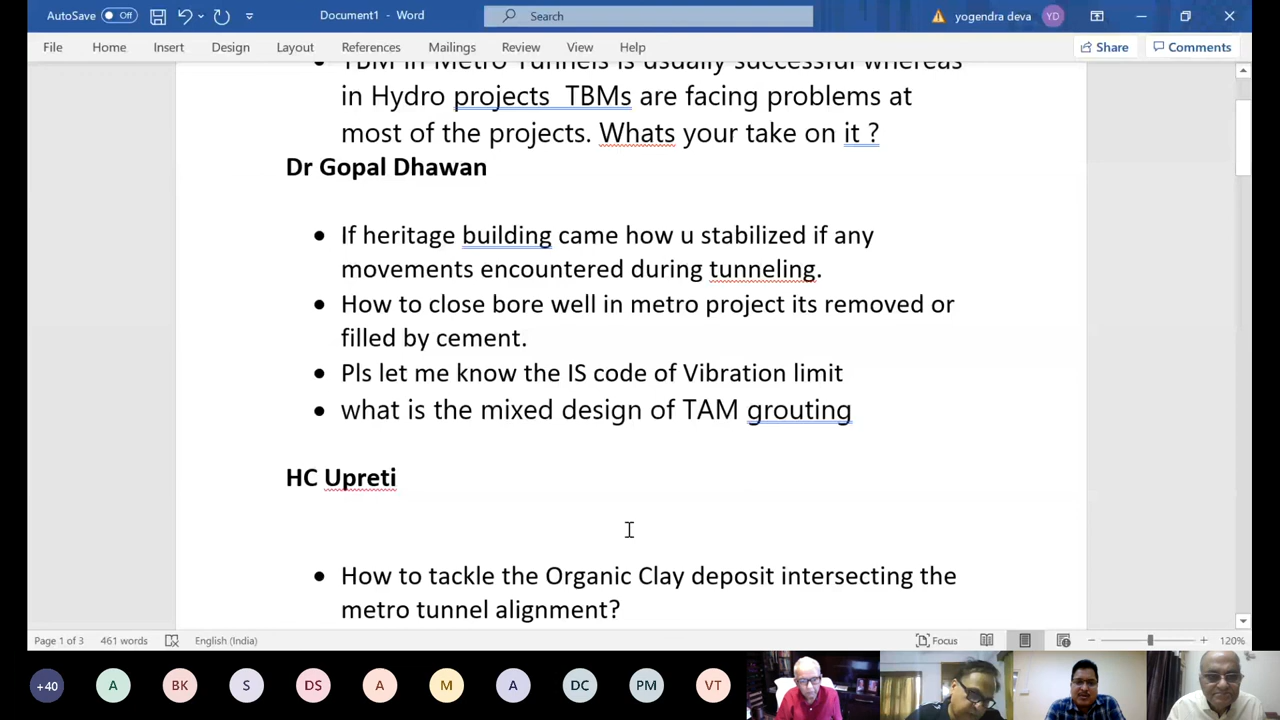 AutoSave Off Document1 - Word Search yogendra deva YD
File Home Insert Design Layout References Mailings Review View Help Share Comments
TBM in Metro Tunnels is usually successful whereas
in Hydro projects TBMs are facing problems at
most of the projects. Whats your take on it ?
Dr Gopal Dhawan
If heritage building came how u stabilized if any
movements encountered during tunneling.
How to close bore well in metro project its removed or
filled by cement.
Pls let me know the IS code of Vibration limit
what is the mixed design of TAM grouting
HC Upreti
How to tackle the Organic Clay deposit intersecting the
metro tunnel alignment?
Page 1 of 3 461 words English (India) Focus 120%
+40 A BK S DS A M A DC PM VT